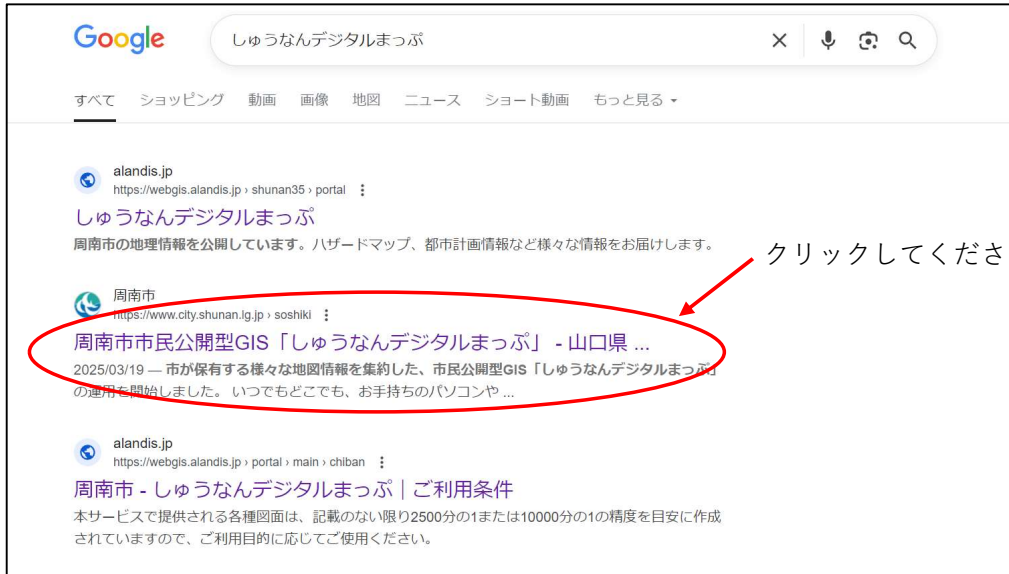 Google
しゅうなんデジタルまっぷ
すべて ショッピング 動画 画像 地図 ニュース ショート動画 もっと見る
alandis.jp
https://webgis.alandis.jp › shunan35 › portal
しゅうなんデジタルまっぷ
周南市の地理情報を公開しています。ハザードマップ、都市計画情報など様々な情報をお届けします。
クリックしてくださ
周南市
https://www.city.shunan.lg.jp › soshiki
周南市市民公開型GIS「しゅうなんデジタルまっぷ」 - 山口県 ...
2025/03/19 — 市が保有する様々な地図情報を集約した、市民公開型GIS「しゅうなんデジタルまっぷ」
の運用を開始しました。 いつでもどこでも、お手持ちのパソコンや ...
alandis.jp
https://webgis.alandis.jp › portal › main › chiban
周南市 - しゅうなんデジタルまっぷ｜ご利用条件
本サービスで提供される各種図面は、記載のない限り2500分の1または10000分の1の精度を目安に作成
されていますので、ご利用目的に応じてご使用ください。